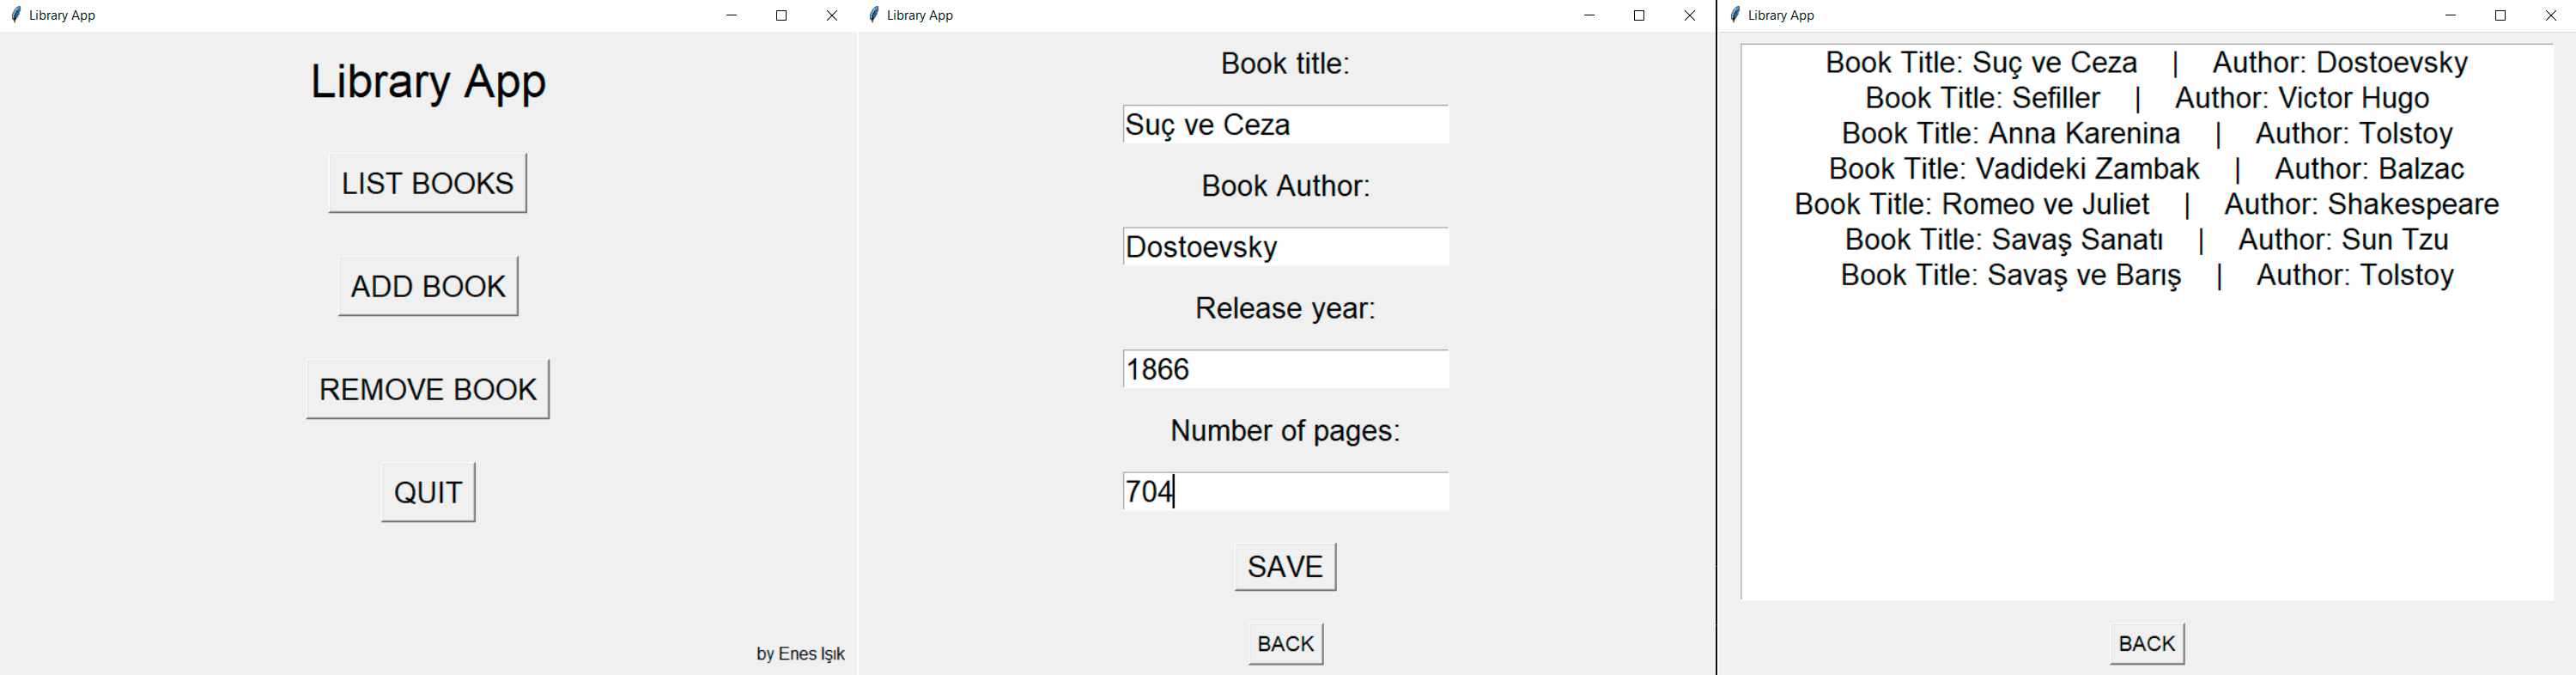 Library App
Library App
LIST BOOKS
ADD BOOK
REMOVE BOOK
QUIT
by Enes Işık
Library App
Book title:
Suç ve Ceza
Book Author:
Dostoevsky
Release year:
1866
Number of pages:
704
SAVE
BACK
Library App
Book Title: Suç ve Ceza | Author: Dostoevsky
Book Title: Sefiller | Author: Victor Hugo
Book Title: Anna Karenina | Author: Tolstoy
Book Title: Vadideki Zambak | Author: Balzac
Book Title: Romeo ve Juliet | Author: Shakespeare
Book Title: Savaş Sanatı | Author: Sun Tzu
Book Title: Savaş ve Barış | Author: Tolstoy
BACK